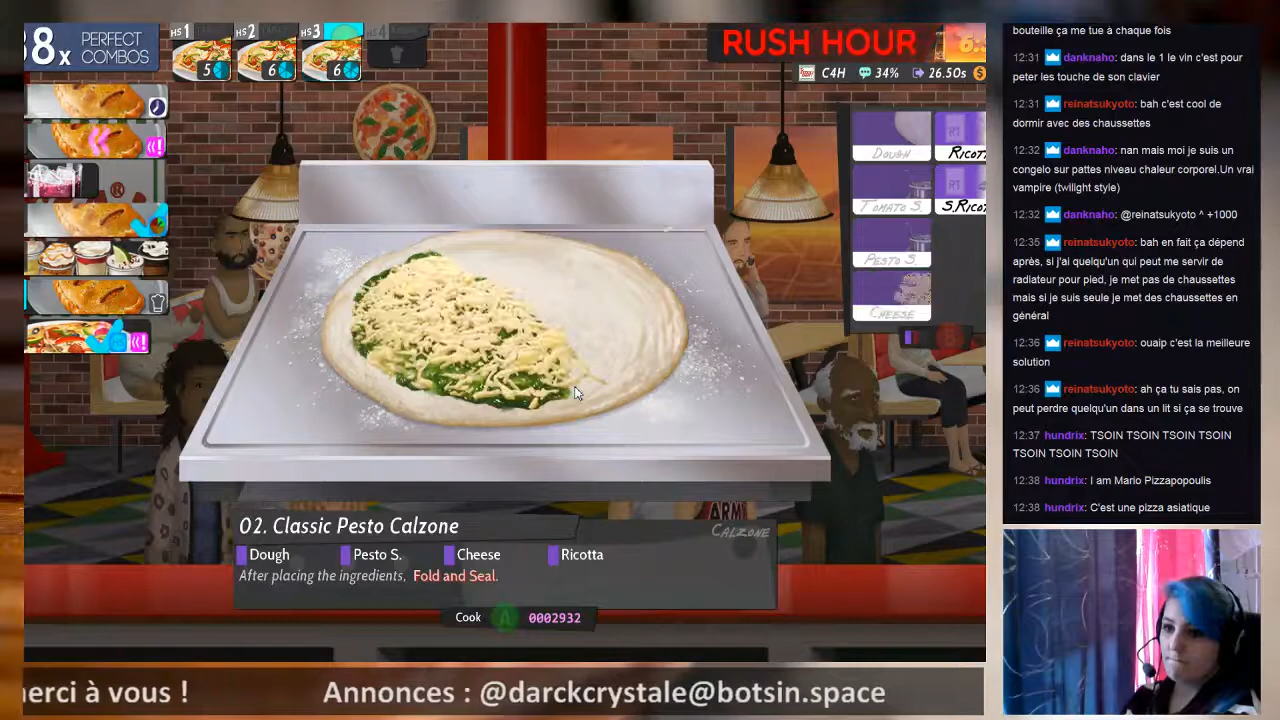 8x PERFECT COMBOS
HS1
HS2
HS3
HS4
5
6
6
RUSH HOUR
C4H 34% 26.50s
DOUGH
RICOTT
TOMATO S.
S.RICOT
PESTO S.
CHEESE
RT
RT
ARM
02. Classic Pesto Calzone
CALZONE
Dough Pesto S. Cheese Ricotta
After placing the ingredients, Fold and Seal.
Cook A 0002932
bouteille ça me tue à chaque fois
12:31 danknaho: dans le 1 le vin c'est pour
peter les touche de son clavier
12:31 reinatsukyoto: bah c'est cool de
dormir avec des chaussettes
12:32 danknaho: nan mais moi je suis un
congelo sur pattes niveau chaleur corporel.Un vrai
vampire (twilight style)
12:32 danknaho: @reinatsukyoto ^ +1000
12:35 reinatsukyoto: bah en fait ça dépend
après, si j'ai quelqu'un qui peut me servir de
radiateur pour pied, je met pas de chaussettes
mais si je suis seule je met des chaussettes en
général
12:36 reinatsukyoto: ouaip c'est la meilleure
solution
12:36 reinatsukyoto: ah ça tu sais pas, on
peut perdre quelqu'un dans un lit si ça se trouve
12:37 hundrix: TSOIN TSOIN TSOIN TSOIN
TSOIN TSOIN TSOIN
12:38 hundrix: I am Mario Pizzapopoulis
12:38 hundrix: C'est une pIzza asiatique
nerci à vous ! Annonces : @darckcrystale@botsin.space